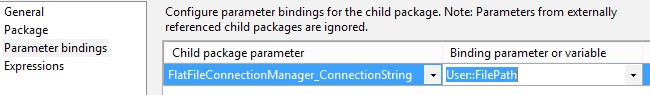 General
Package
Parameter bindings
Expressions
Configure parameter bindings for the child package. Note: Parameters from externally
referenced child packages are ignored.
Child package parameter Binding parameter or variable
FlatFileConnectionManager_ConnectionString User::FilePath